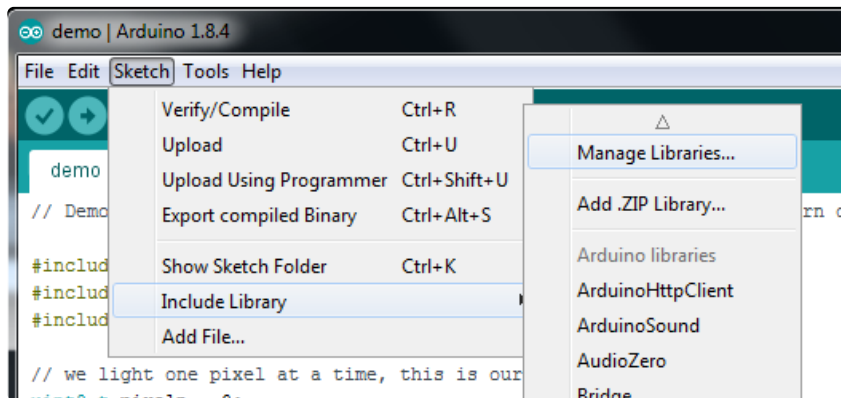 demo | Arduino 1.8.4
File Edit Sketch Tools Help
Verify/Compile Ctrl+R
Upload Ctrl+U
Upload Using Programmer Ctrl+Shift+U
Export compiled Binary Ctrl+Alt+S
Show Sketch Folder Ctrl+K
Include Library
Add File...
Manage Libraries...
Add .ZIP Library...
Arduino libraries
ArduinoHttpClient
ArduinoSound
AudioZero
Bridge
demo
// Demo
#includ
#includ
#includ
// we light one pixel at a time, this is our